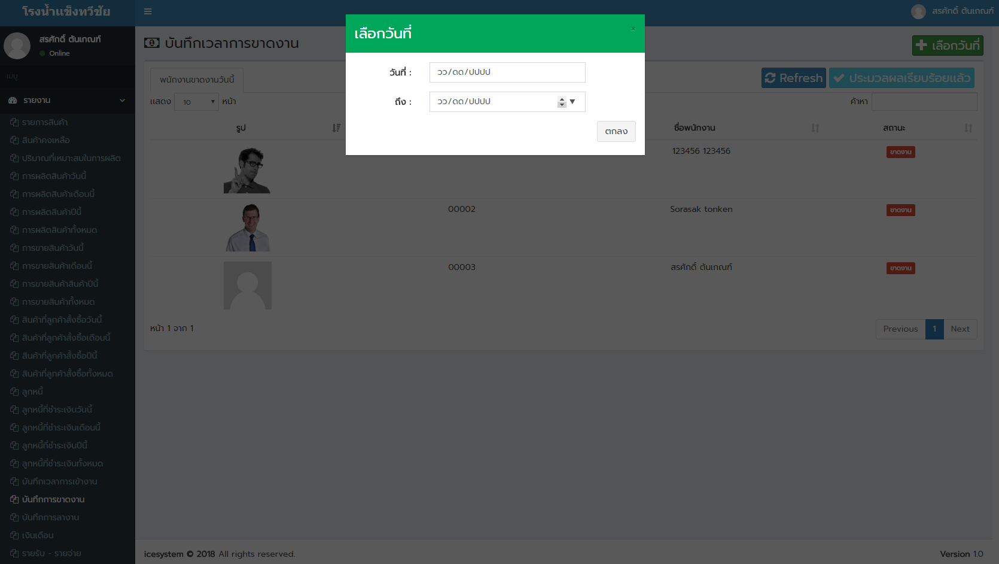 โรงน้ำแข็งทวีชัย
สรศักดิ์ ต้นเกณฑ์
สรศักดิ์ ต้นเกณฑ์
Online
เมนู
รายงาน
รายการสินค้า
สินค้าคงเหลือ
ปริมาณที่เหมาะสมในการผลิต
การผลิตสินค้าวันนี้
การผลิตสินค้าเดือนนี้
การผลิตสินค้าปีนี้
การผลิตสินค้าทั้งหมด
การขายสินค้าวันนี้
การขายสินค้าเดือนนี้
การขายสินค้าสินค้าปีนี้
การขายสินค้าทั้งหมด
สินค้าที่ลูกค้าสั่งซื้อวันนี้
สินค้าที่ลูกค้าสั่งซื้อเดือนนี้
สินค้าที่ลูกค้าสั่งซื้อปีนี้
สินค้าที่ลูกค้าสั่งซื้อทั้งหมด
ลูกหนี้
ลูกหนี้ที่ชำระเงินวันนี้
ลูกหนี้ที่ชำระเงินเดือนนี้
ลูกหนี้ที่ชำระเงินปีนี้
ลูกหนี้ที่ชำระเงินทั้งหมด
บันทึกเวลาการเข้างาน
บันทึกการขาดงาน
บันทึกการลางาน
เงินเดือน
รายรับ - รายจ่าย
บันทึกเวลาการขาดงาน
เลือกวันที่
พนักงานขาดงานวันนี้
Refresh
ประมวลผลเรียบร้อยแล้ว
แสดง 10 หน้า
ค้าหา
เลือกวันที่
×
วันที่ : วว/ดด/ปปปป
ถึง : วว/ดด/ปปปป
ตกลง
รูป ชื่อพนักงาน สถานะ
123456 123456 ขาดงาน
00002 Sorasak tonken ขาดงาน
00003 สรศักดิ์ ต้นเกณฑ์ ขาดงาน
หน้า 1 จาก 1
Previous 1 Next
icesystem © 2018 All rights reserved.
Version 1.0